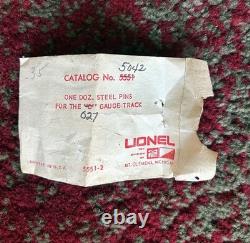 35
5042
CATALOG No. 5551
ONE DOZ. STEEL PINS
FOR THE "O" GAUGE TRACK
027
LIONEL
MT. CLEMENS, MICHIGAN
5551-2